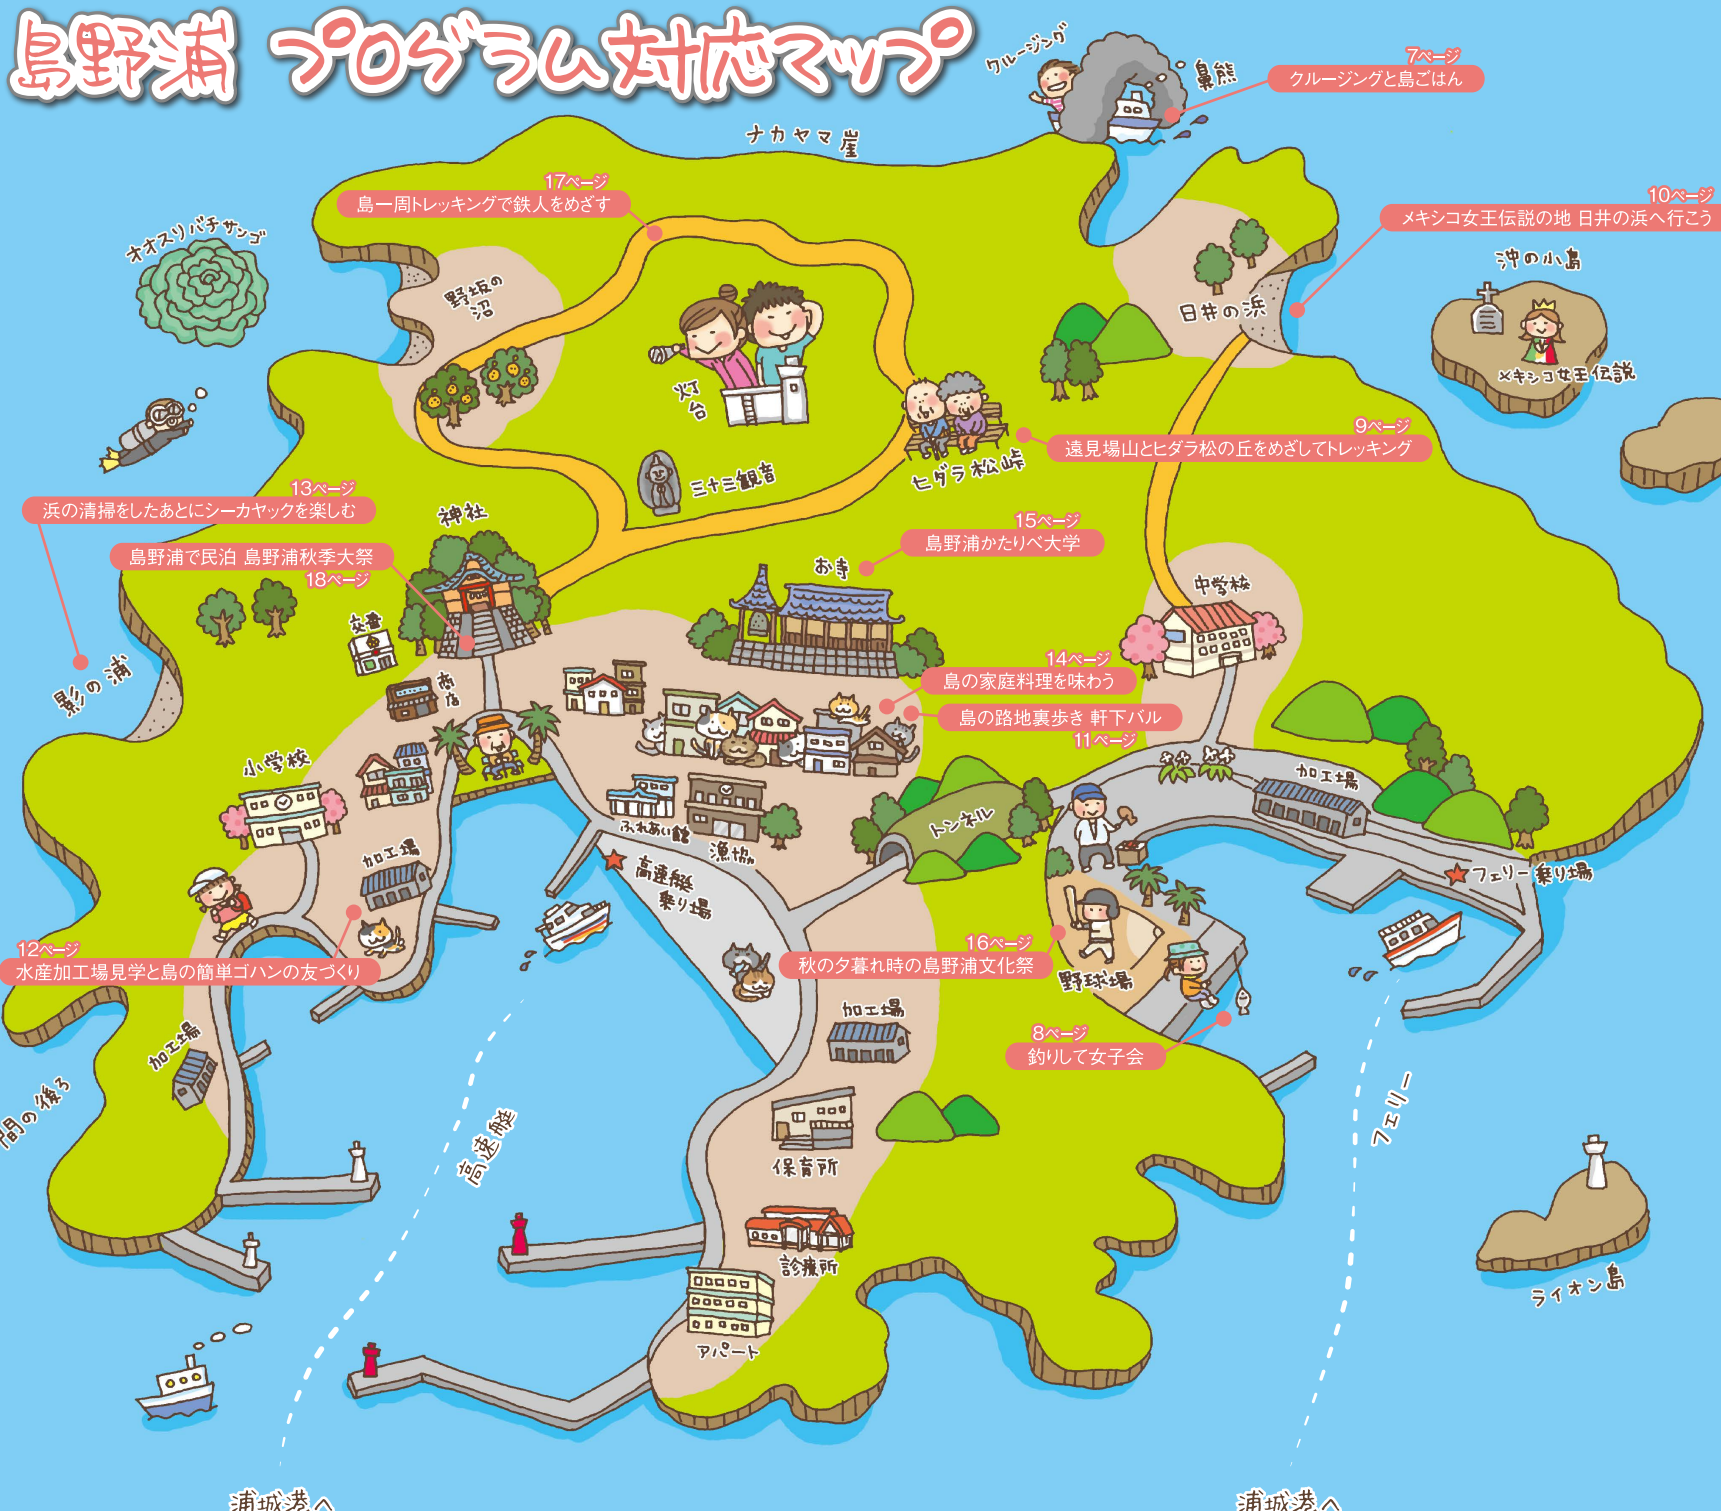 島野浦 プログラム対応マップ
クルージング
鼻熊
7ページ
クルージングと島ごはん
ナカヤマ崖
17ページ
島一周トレッキングで鉄人をめざす
10ページ
メキシコ女王伝説の地 日井の浜へ行こう
オオスリバチサンゴ
野坂の
沼
日井の浜
沖の小島
メキシコ女王伝説
灯台
9ページ
遠見場山とヒダラ松の丘をめざしてトレッキング
ヒダラ松峠
三十三観音
13ページ
浜の清掃をしたあとにシーカヤックを楽しむ
神社
15ページ
島野浦かたりべ大学
島野浦で民泊 島野浦秋季大祭
18ページ
お寺
中学校
交番
影の浦
商店
14ページ
島の家庭料理を味わう
島の路地裏歩き 軒下バル
11ページ
小学校
加工場
ふれあい館
漁協
トンネル
加工場
高速艇
乗り場
フェリー乗り場
12ページ
水産加工場見学と島の簡単ゴハンの友づくり
16ページ
秋の夕暮れ時の島野浦文化祭
野球場
加工場
8ページ
釣りして女子会
加工場
間の後ろ
高速艇
フェリー
保育所
診療所
ライオン島
アパート
浦城港へ
浦城港へ